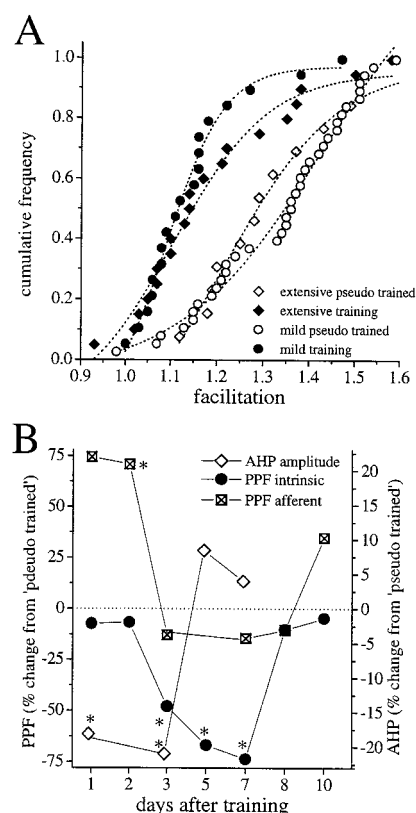 A
cumulative frequency
1.0
0.8
0.6
0.4
0.2
0.0
extensive pseudo trained
extensive training
mild pseudo trained
mild training
1.0 1.1 1.2 1.3 1.4 1.5 1.6
facilitation
B
PPF (% change from 'pdeudo trained')
75
50
25
0
-25
-50
-75
AHP amplitude
PPF intrinsic
PPF afferent
*
*
*
*
*
*
20
15
10
5
0
-5
-10
-15
-20
AHP (% change from 'pseudo trained')
1 2 3 5 7 8 10
days after training